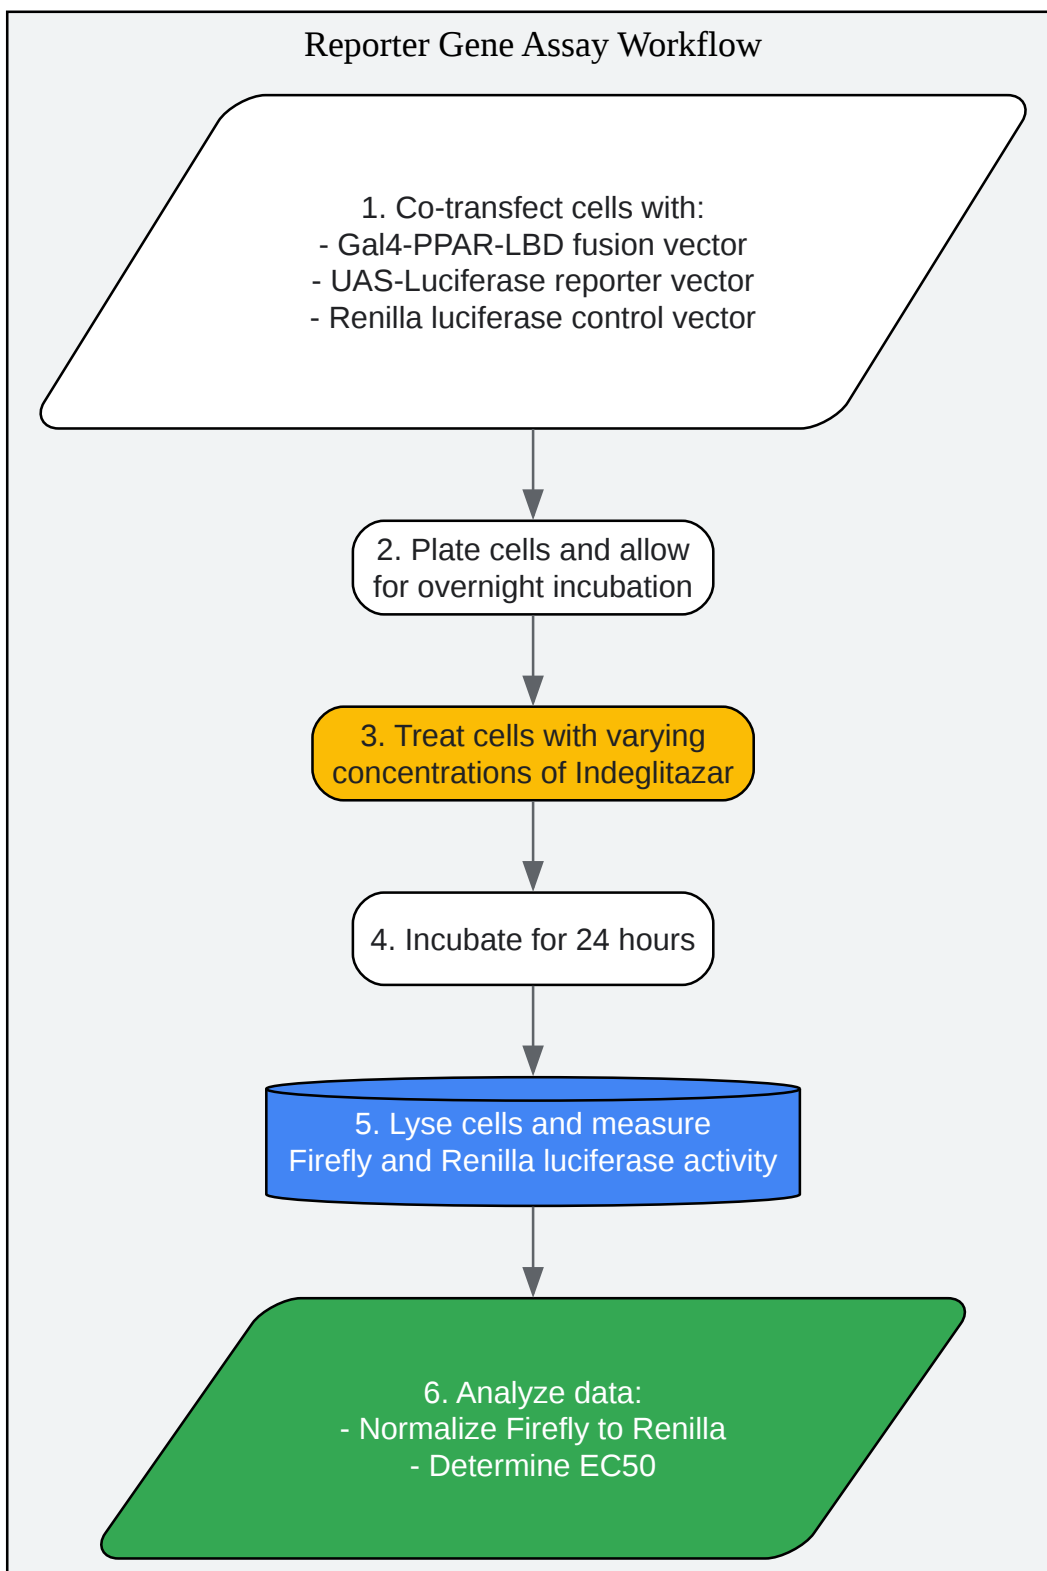 Reporter Gene Assay Workflow
1. Co-transfect cells with:
- Gal4-PPAR-LBD fusion vector
- UAS-Luciferase reporter vector
- Renilla luciferase control vector
2. Plate cells and allow
for overnight incubation
3. Treat cells with varying
concentrations of Indeglitazar
4. Incubate for 24 hours
5. Lyse cells and measure
Firefly and Renilla luciferase activity
6. Analyze data:
- Normalize Firefly to Renilla
- Determine EC50